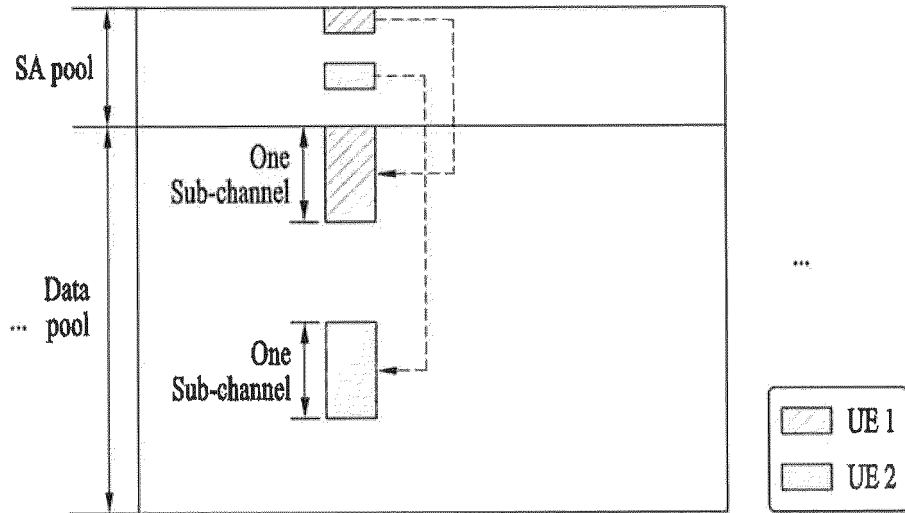 SA pool
One
Sub-channel
Data
... pool
...
One
Sub-channel
UE 1
UE 2